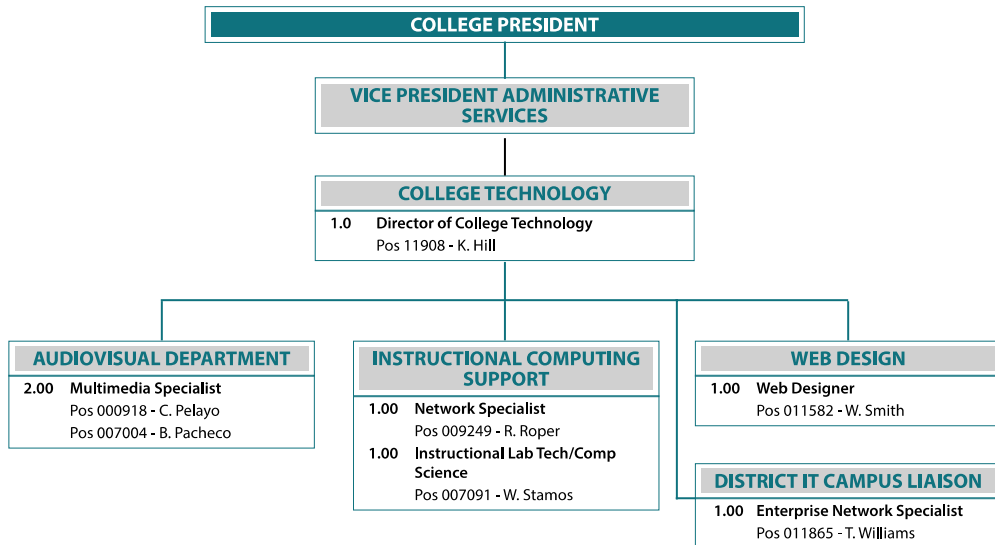 COLLEGE PRESIDENT
VICE PRESIDENT ADMINISTRATIVE
SERVICES
COLLEGE TECHNOLOGY
1.0 Director of College Technology
Pos 11908 - K. Hill
AUDIOVISUAL DEPARTMENT
2.00 Multimedia Specialist
Pos 000918 - C. Pelayo
Pos 007004 - B. Pacheco
INSTRUCTIONAL COMPUTING
SUPPORT
1.00 Network Specialist
Pos 009249 - R. Roper
1.00 Instructional Lab Tech/Comp
Science
Pos 007091 - W. Stamos
WEB DESIGN
1.00 Web Designer
Pos 011582 - W. Smith
DISTRICT IT CAMPUS LIAISON
1.00 Enterprise Network Specialist
Pos 011865 - T. Williams